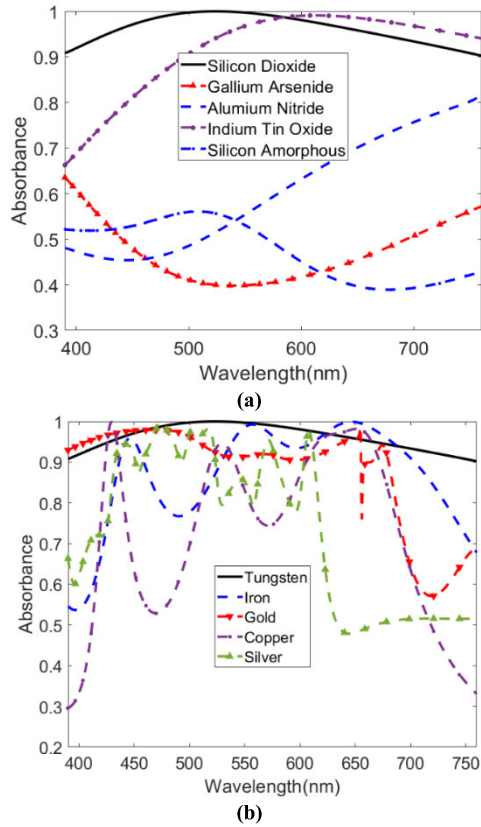 1
0.9
0.8
0.7
0.6
0.5
0.4
0.3
Absorbance
Silicon Dioxide
Gallium Arsenide
Alumium Nitride
Indium Tin Oxide
Silicon Amorphous
400
500
600
700
Wavelength(nm)
(a)
1
0.9
0.8
0.7
0.6
0.5
0.4
0.3
0.2
Absorbance
Tungsten
Iron
Gold
Copper
Silver
400
450
500
550
600
650
700
750
Wavelength(nm)
(b)